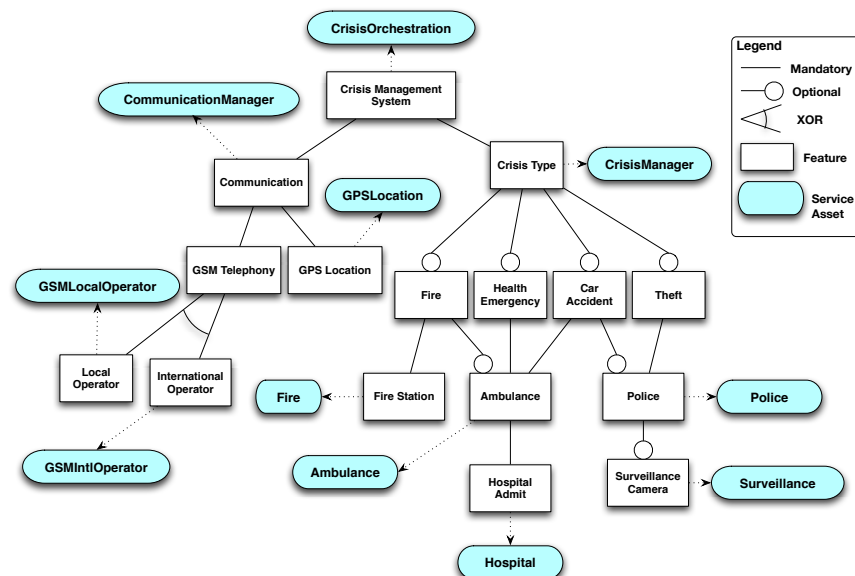 CrisisOrchestration
Legend
Mandatory
Optional
XOR
Feature
Service
Asset
Crisis Management
System
CommunicationManager
Communication
Crisis Type
CrisisManager
GPSLocation
GSM Telephony
GPS Location
GSMLocalOperator
Fire
Health
Emergency
Car
Accident
Theft
Local
Operator
International
Operator
Fire
Fire Station
Ambulance
Police
Police
GSMIntlOperator
Ambulance
Hospital
Admit
Surveillance
Camera
Surveillance
Hospital